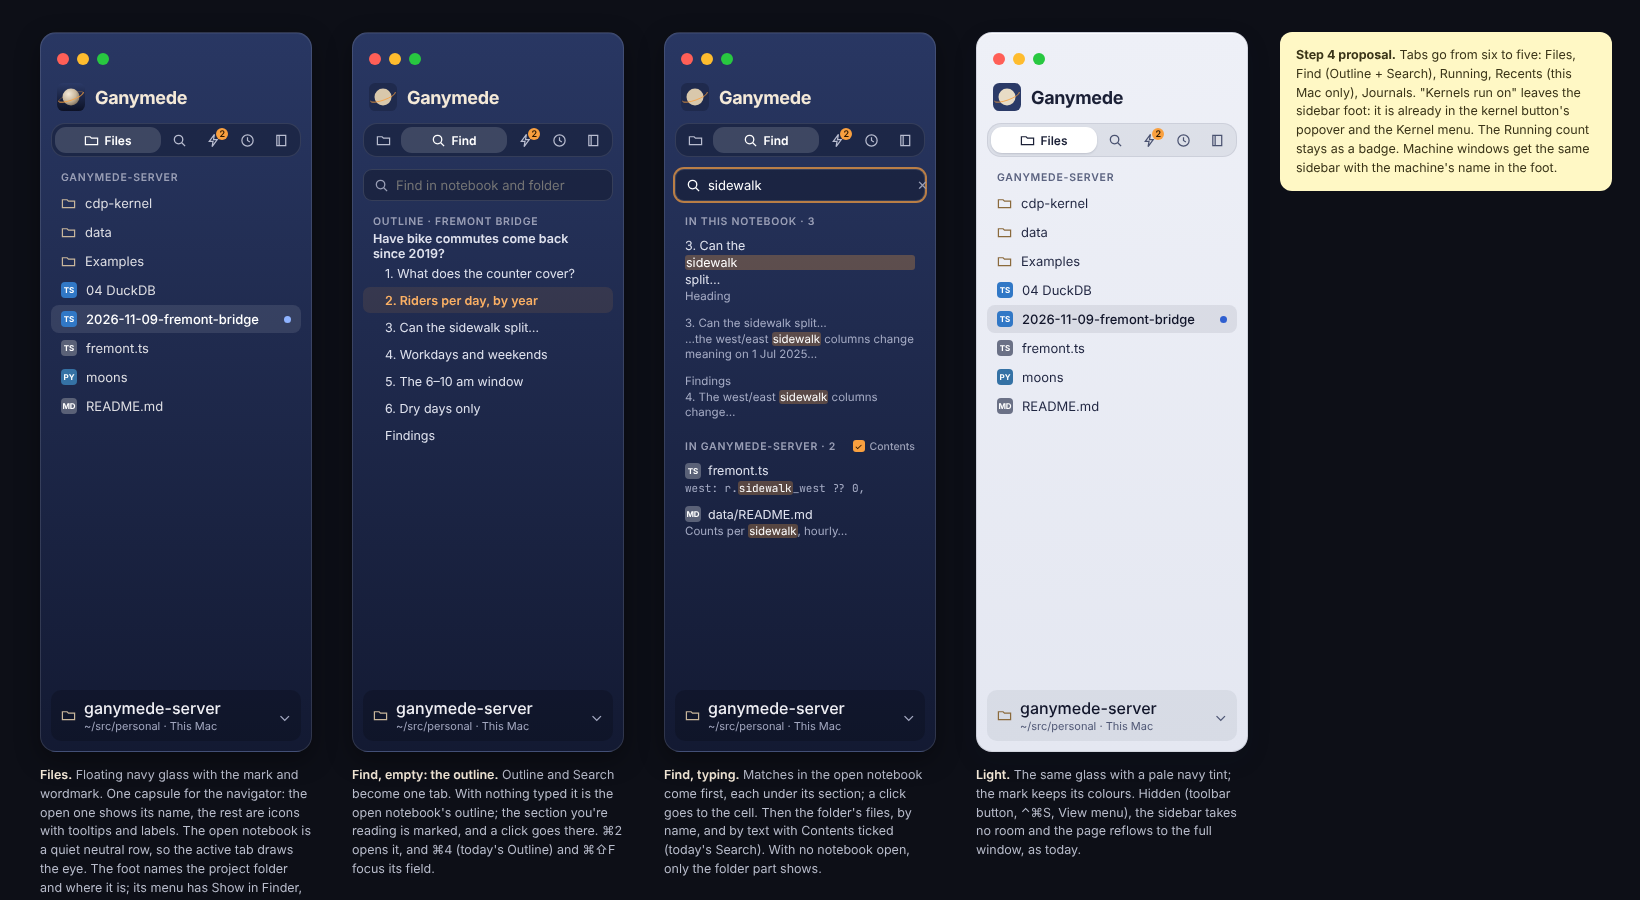 Ganymede
Files
2
GANYMEDE-SERVER
cdp-kernel
data
Examples
TS 04 DuckDB
TS 2026-11-09-fremont-bridge
TS fremont.ts
PY moons
MD README.md
ganymede-server
~/src/personal · This Mac
Files. Floating navy glass with the mark and
wordmark. One capsule for the navigator: the
open one shows its name, the rest are icons
with tooltips and labels. The open notebook is
a quiet neutral row, so the active tab draws
the eye. The foot names the project folder
and where it is; its menu has Show in Finder,
Ganymede
Find
2
Find in notebook and folder
OUTLINE · FREMONT BRIDGE
Have bike commutes come back
since 2019?
1. What does the counter cover?
2. Riders per day, by year
3. Can the sidewalk split...
4. Workdays and weekends
5. The 6–10 am window
6. Dry days only
Findings
ganymede-server
~/src/personal · This Mac
Find, empty: the outline. Outline and Search
become one tab. With nothing typed it is the
open notebook's outline; the section you're
reading is marked, and a click goes there. ⌘2
opens it, and ⌘4 (today's Outline) and ⌘⇧F
focus its field.
Ganymede
Find
2
sidewalk
IN THIS NOTEBOOK · 3
3. Can the
sidewalk
split...
Heading
3. Can the sidewalk split...
...the west/east sidewalk columns change
meaning on 1 Jul 2025...
Findings
4. The west/east sidewalk columns
change...
IN GANYMEDE-SERVER · 2 Contents
TS fremont.ts
west: r.sidewalk_west ?? 0,
MD data/README.md
Counts per sidewalk, hourly...
ganymede-server
~/src/personal · This Mac
Find, typing. Matches in the open notebook
come first, each under its section; a click
goes to the cell. Then the folder's files, by
name, and by text with Contents ticked
(today's Search). With no notebook open,
only the folder part shows.
Ganymede
Files
2
GANYMEDE-SERVER
cdp-kernel
data
Examples
TS 04 DuckDB
TS 2026-11-09-fremont-bridge
TS fremont.ts
PY moons
MD README.md
ganymede-server
~/src/personal · This Mac
Light. The same glass with a pale navy tint;
the mark keeps its colours. Hidden (toolbar
button, ^⌘S, View menu), the sidebar takes
no room and the page reflows to the full
window, as today.
Step 4 proposal. Tabs go from six to five: Files,
Find (Outline + Search), Running, Recents (this
Mac only), Journals. "Kernels run on" leaves the
sidebar foot: it is already in the kernel button's
popover and the Kernel menu. The Running count
stays as a badge. Machine windows get the same
sidebar with the machine's name in the foot.